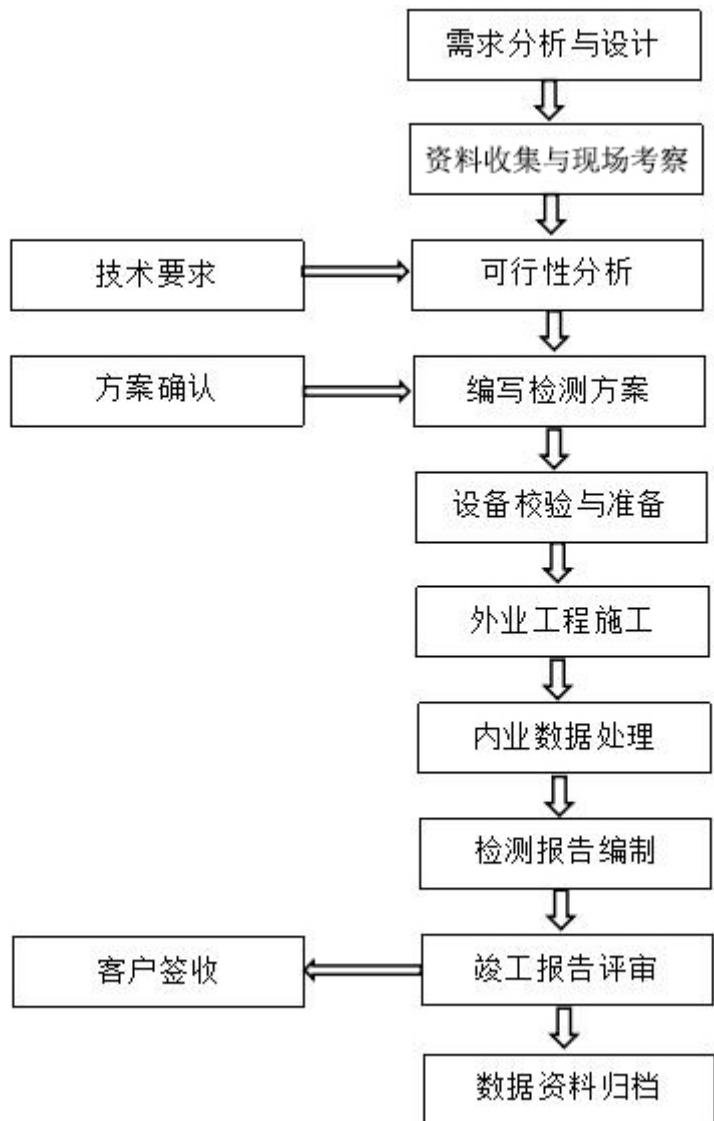 需求分析与设计
资料收集与现场考察
技术要求
可行性分析
方案确认
编写检测方案
设备校验与准备
外业工程施工
内业数据处理
检测报告编制
客户签收
竣工报告评审
数据资料归档